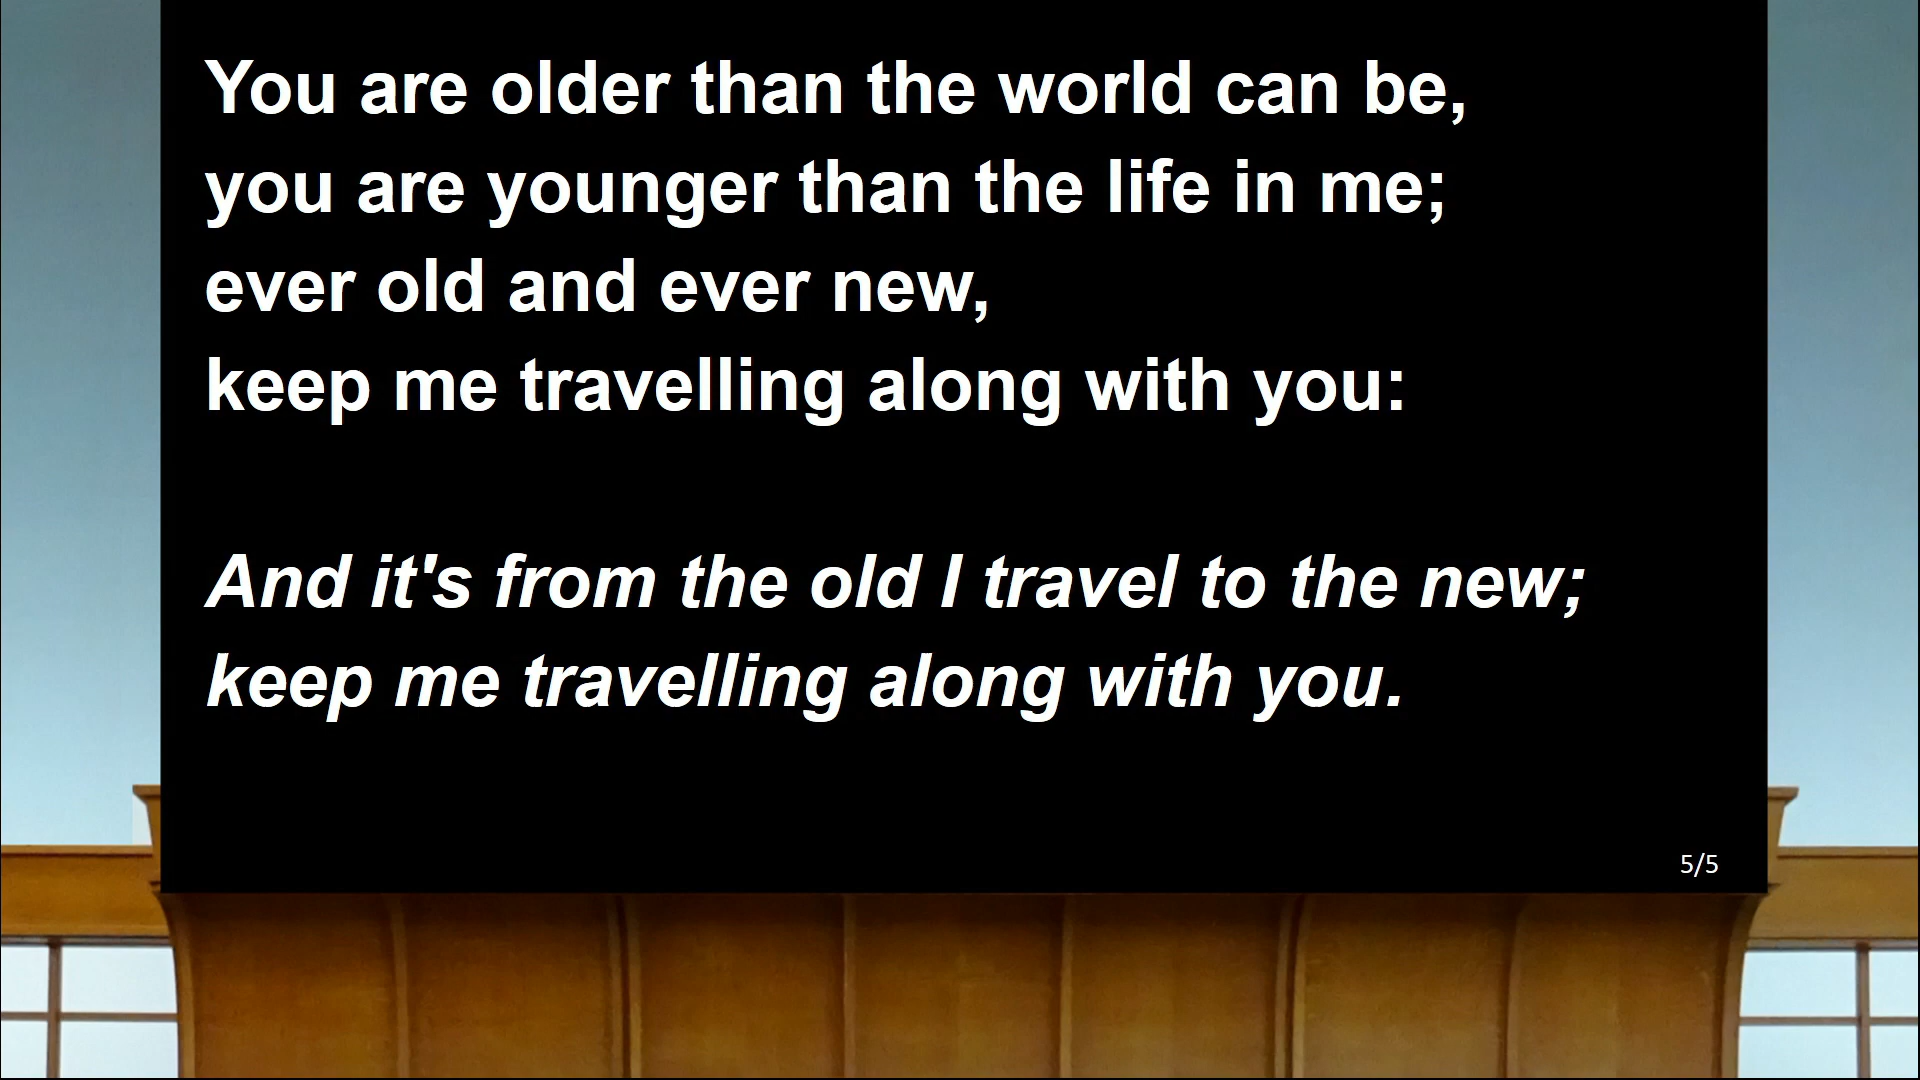 You are older than the world can be,
you are younger than the life in me;
ever old and ever new,
keep me travelling along with you:
And it's from the old I travel to the new;
keep me travelling along with you.
5/5